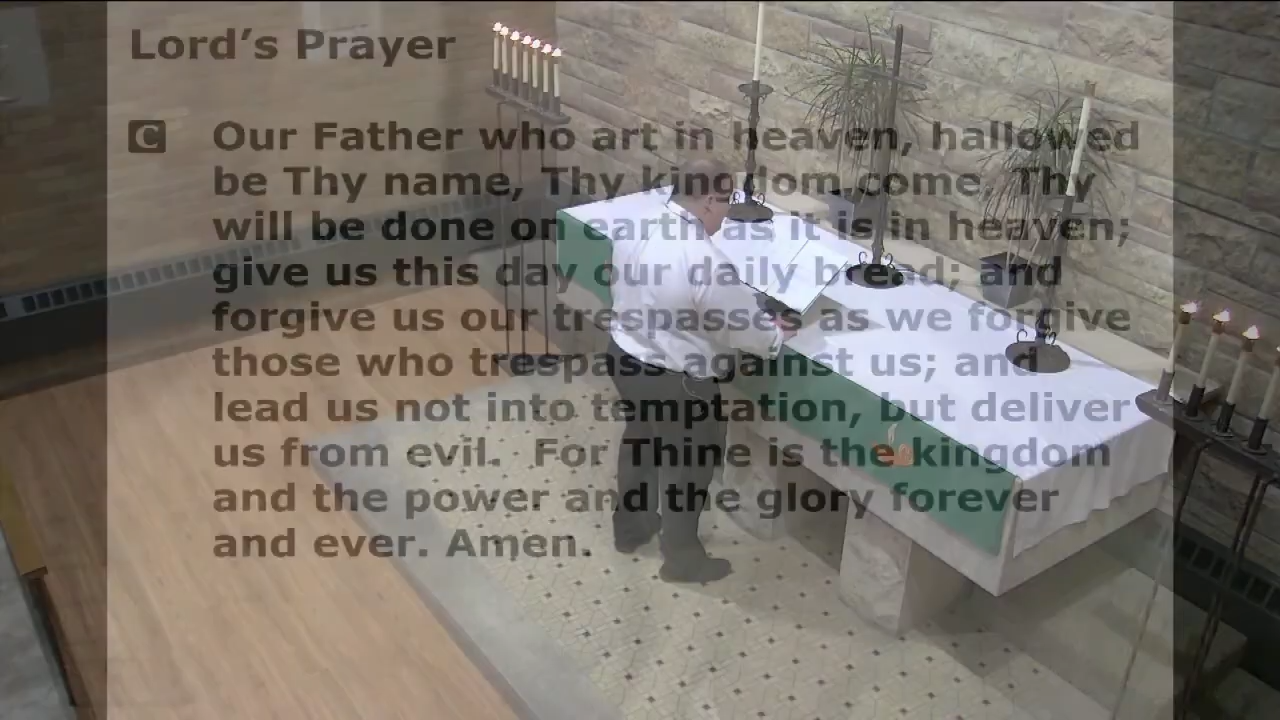 Lord’s Prayer
C Our Father who art in heaven, hallowed
be Thy name, Thy kingdom come, Thy
will be done on earth as it is in heaven;
give us this day our daily bread; and
forgive us our trespasses as we forgive
those who trespass against us; and
lead us not into temptation, but deliver
us from evil.  For Thine is the kingdom
and the power and the glory forever
and ever. Amen.